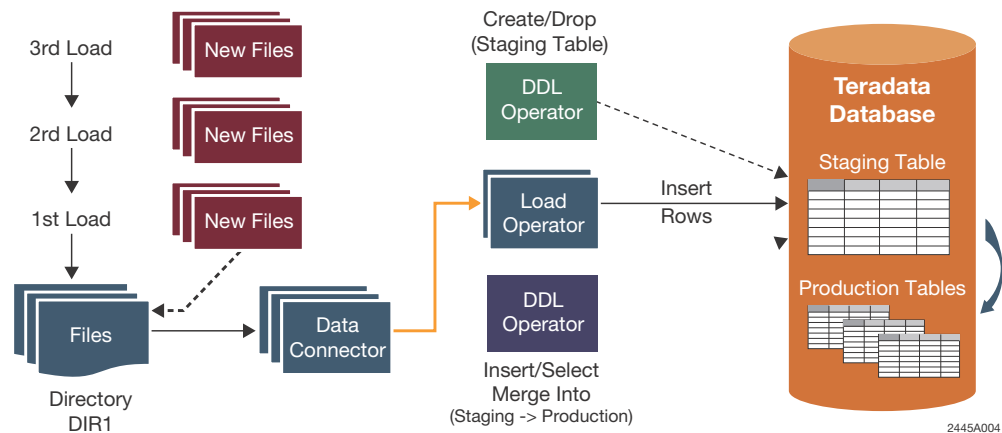 3rd Load
2rd Load
1st Load
New Files
New Files
New Files
Files
Directory
DIR1
Data
Connector
Create/Drop
(Staging Table)
DDL
Operator
Load
Operator
DDL
Operator
Insert/Select
Merge Into
(Staging -> Production)
Insert
Rows
Teradata
Database
Staging Table
Production Tables
2445A004